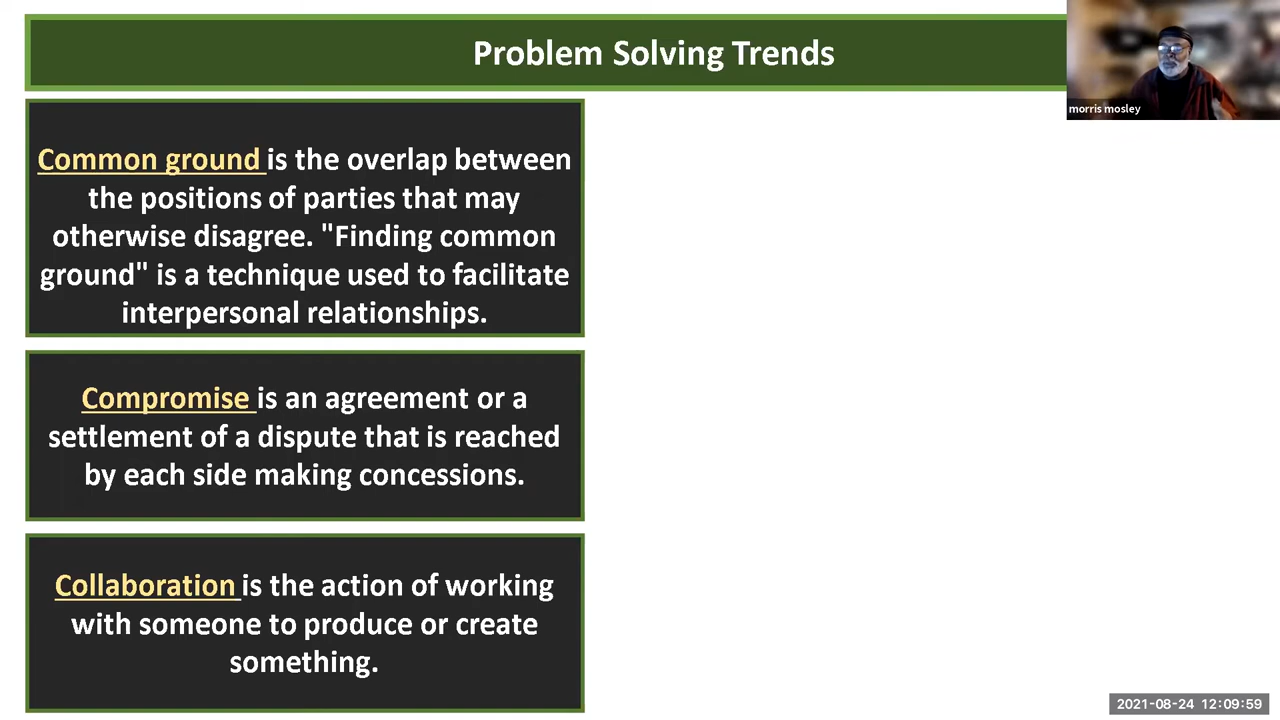 Problem Solving Trends
morris mosley
Common ground is the overlap between
the positions of parties that may
otherwise disagree. "Finding common
ground" is a technique used to facilitate
interpersonal relationships.
Compromise is an agreement or a
settlement of a dispute that is reached
by each side making concessions.
Collaboration is the action of working
with someone to produce or create
something.
2021-08-24 12:09:59